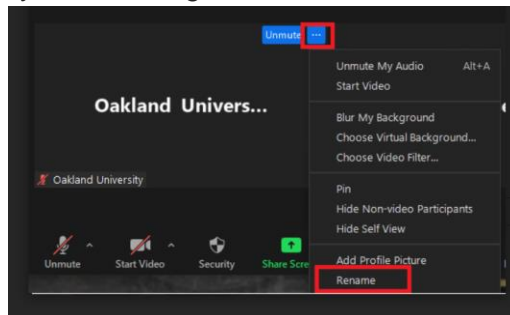 Unmute ...
Unmute My Audio Alt+A
Start Video
Oakland Univers...
Blur My Background
Choose Virtual Background...
Choose Video Filter...
Oakland University
Pin
Hide Non-video Participants
Hide Self View
Add Profile Picture
Unmute Start Video Security Share Scre
Rename